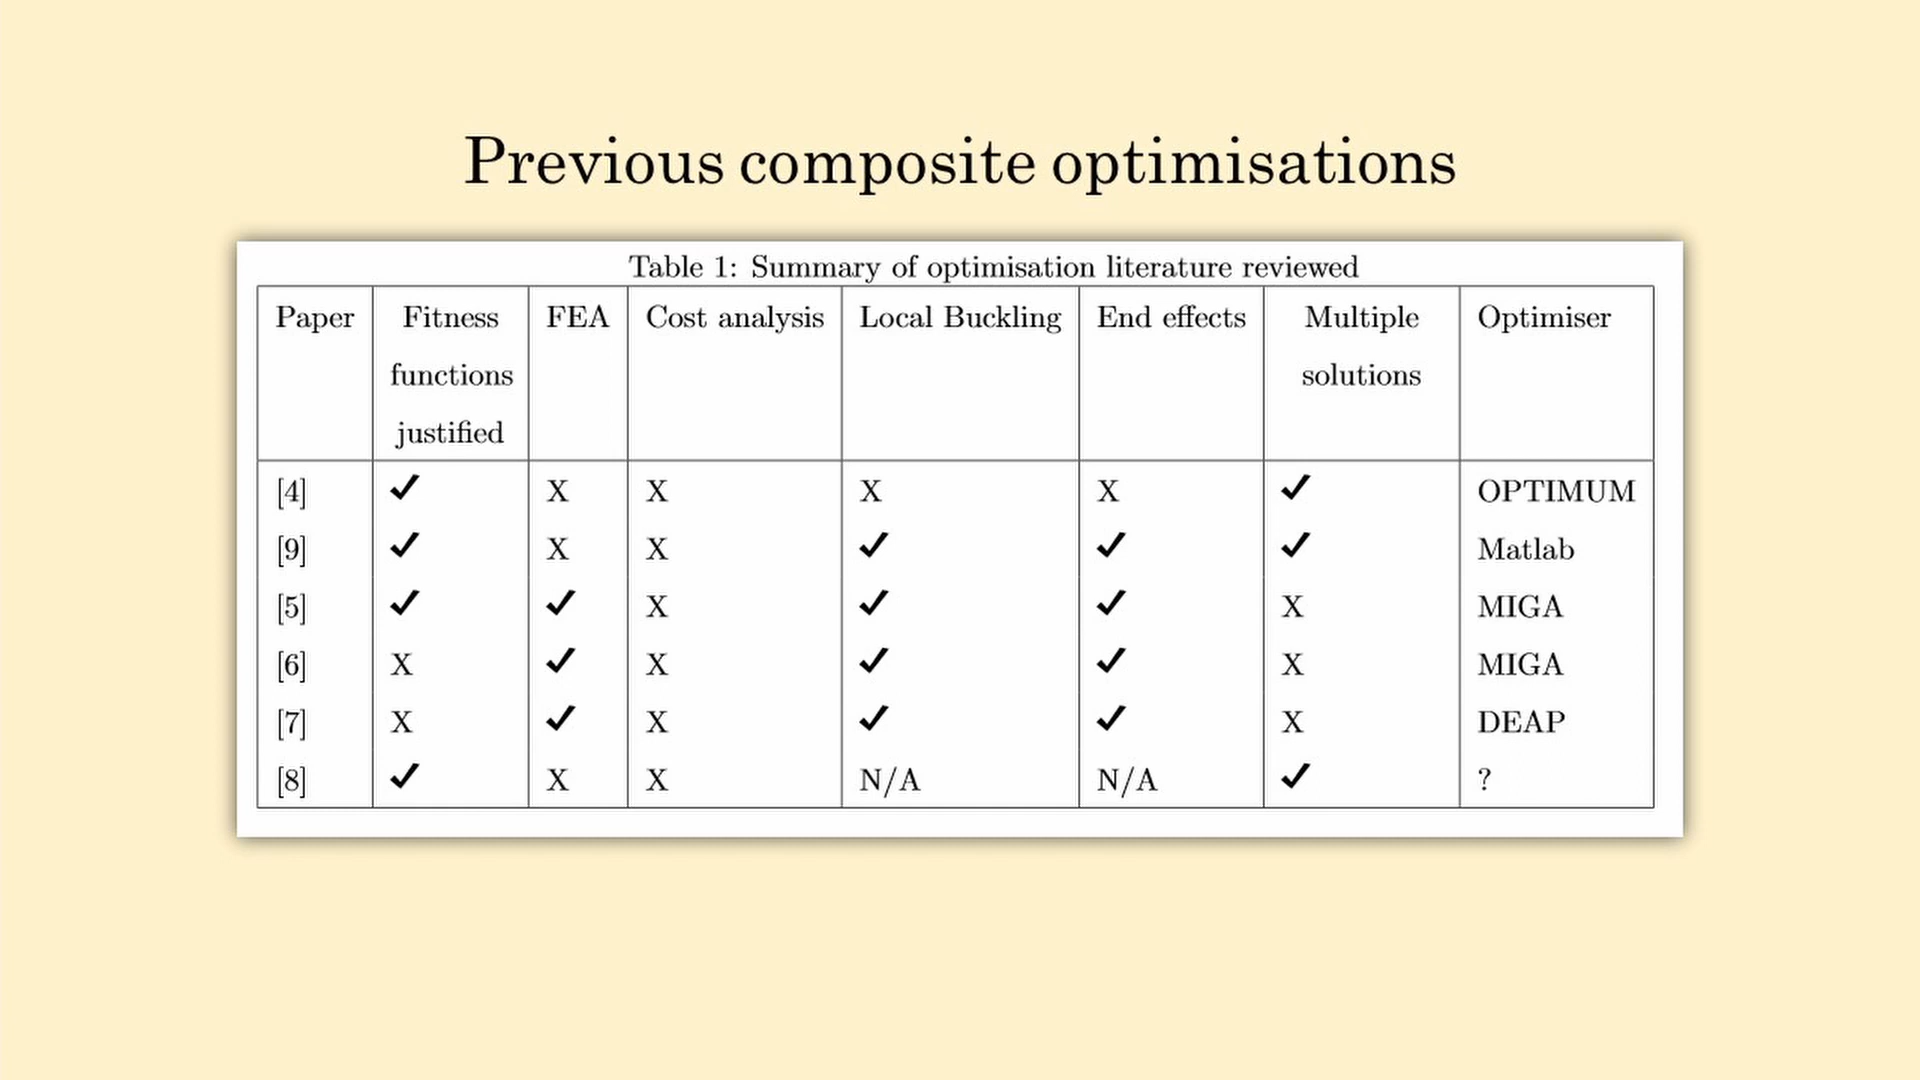 Previous composite optimisations
Table 1: Summary of optimisation literature reviewed
Paper Fitness functions justified FEA Cost analysis Local Buckling End effects Multiple solutions Optimiser
[4] ✓ X X X X ✓ OPTIMUM
[9] ✓ X X ✓ ✓ ✓ Matlab
[5] ✓ ✓ X ✓ ✓ X MIGA
[6] X ✓ X ✓ ✓ X MIGA
[7] X ✓ X ✓ ✓ X DEAP
[8] ✓ X X N/A N/A ✓ ?